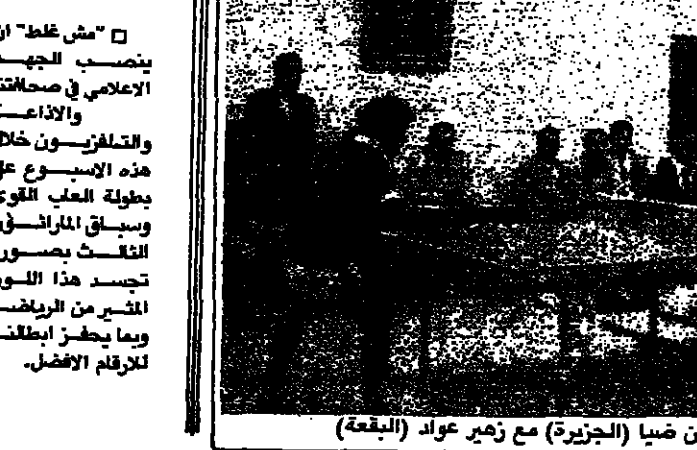 □ "مش غلط" ان
ينصب الجهد
الاعلامي في صحافتنا
والاذاعة
والتلفزيون خلال
هذه الاسبوع على
بطولة العاب القوى
وسباق الماراثون
الثالث بصورة
تجسد هذا اللون
المثير من الرياضة
وبما يحفز ابطالنا
للارقام الافضل.
ن ضيا (الجزيرة) مع زهير عواد (البقعة)